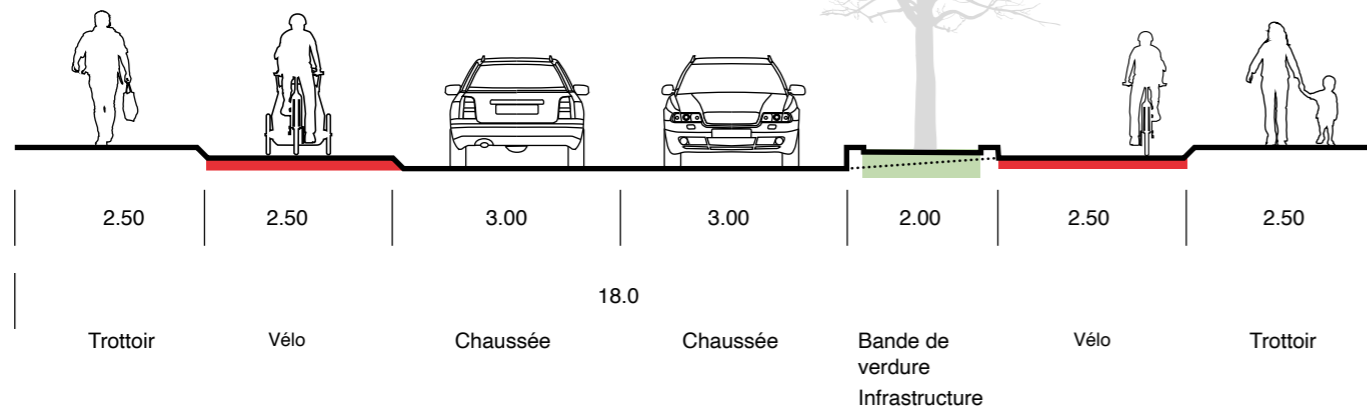 2.50 2.50 3.00 3.00 2.00 2.50 2.50
18.0
Trottoir Vélo Chaussée Chaussée Bande de Vélo Trottoir
verdure
Infrastructure